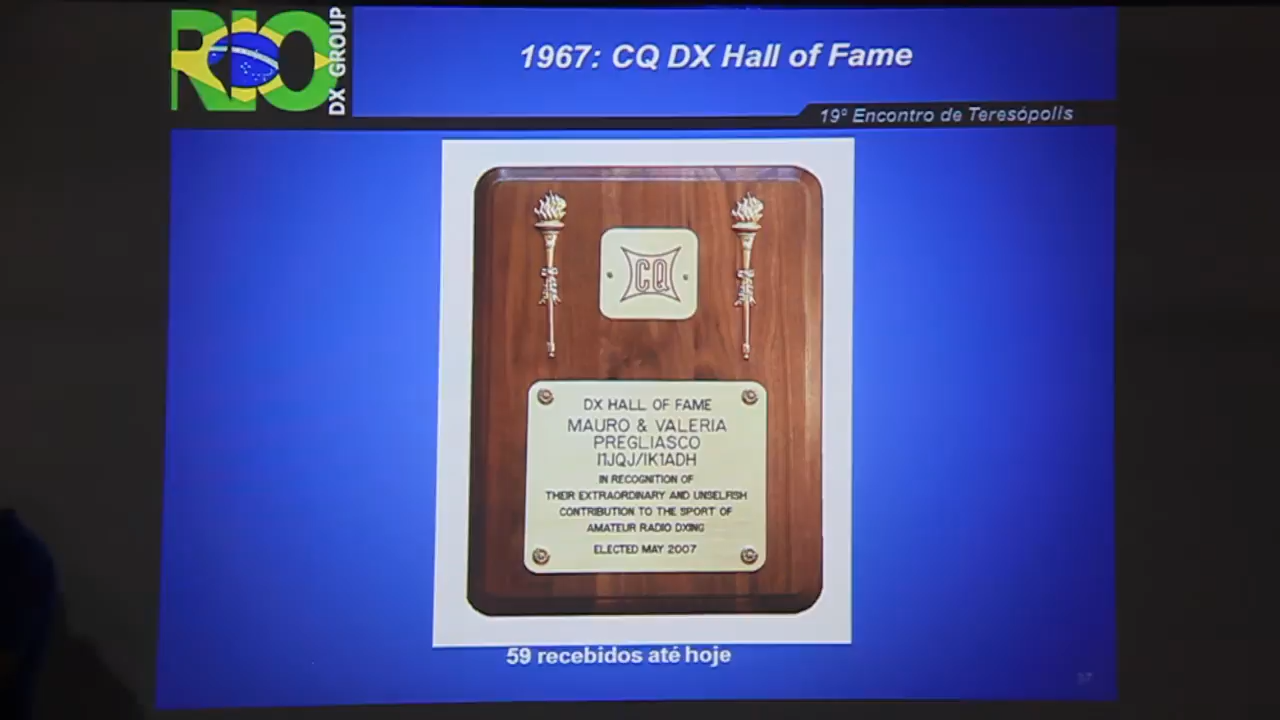 RIO
DX GROUP
1967: CQ DX Hall of Fame
19º Encontro de Teresópolis
CQ
DX HALL OF FAME
MAURO & VALERIA
PREGLIASCO
I1JQJ/IK1ADH
IN RECOGNITION OF
THEIR EXTRAORDINARY AND UNSELFISH
CONTRIBUTION TO THE SPORT OF
AMATEUR RADIO DXING
ELECTED MAY 2007
59 recebidos até hoje